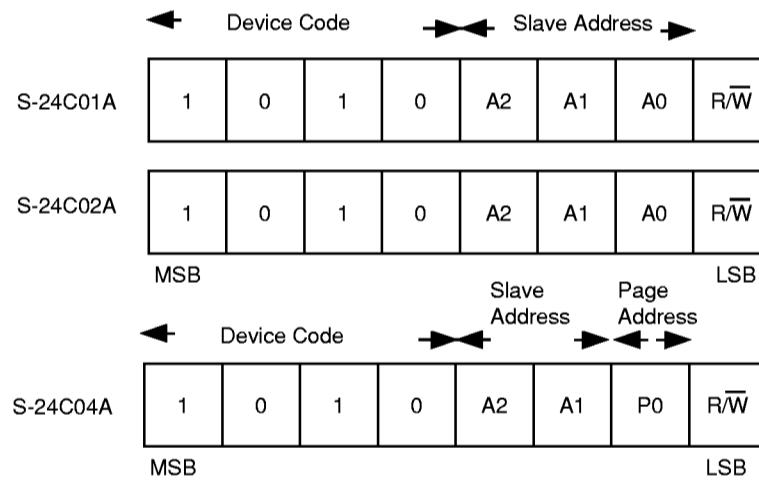 Device Code Slave Address
S-24C01A 1 0 1 0 A2 A1 A0 R/W̅
S-24C02A 1 0 1 0 A2 A1 A0 R/W̅
MSB LSB
Slave Address Page Address
Device Code
S-24C04A 1 0 1 0 A2 A1 P0 R/W̅
MSB LSB